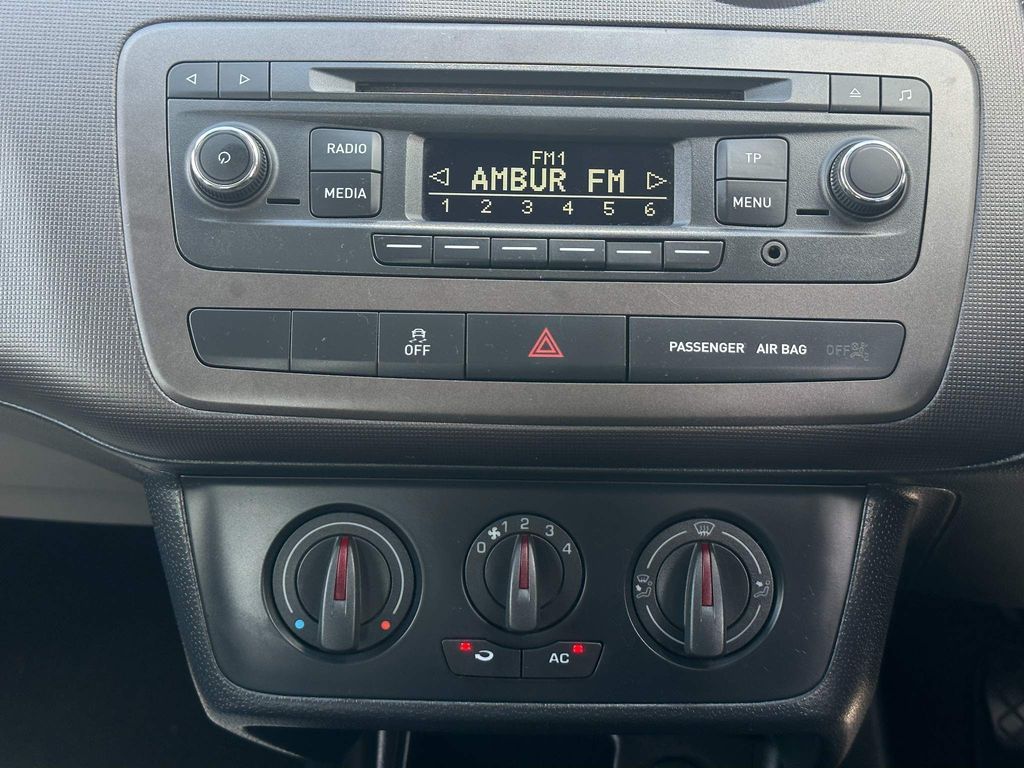 RADIO
MEDIA
FM1
AMBUR FM
1 2 3 4 5 6
TP
MENU
OFF
PASSENGER AIR BAG OFF
0 1 2 3 4
AC